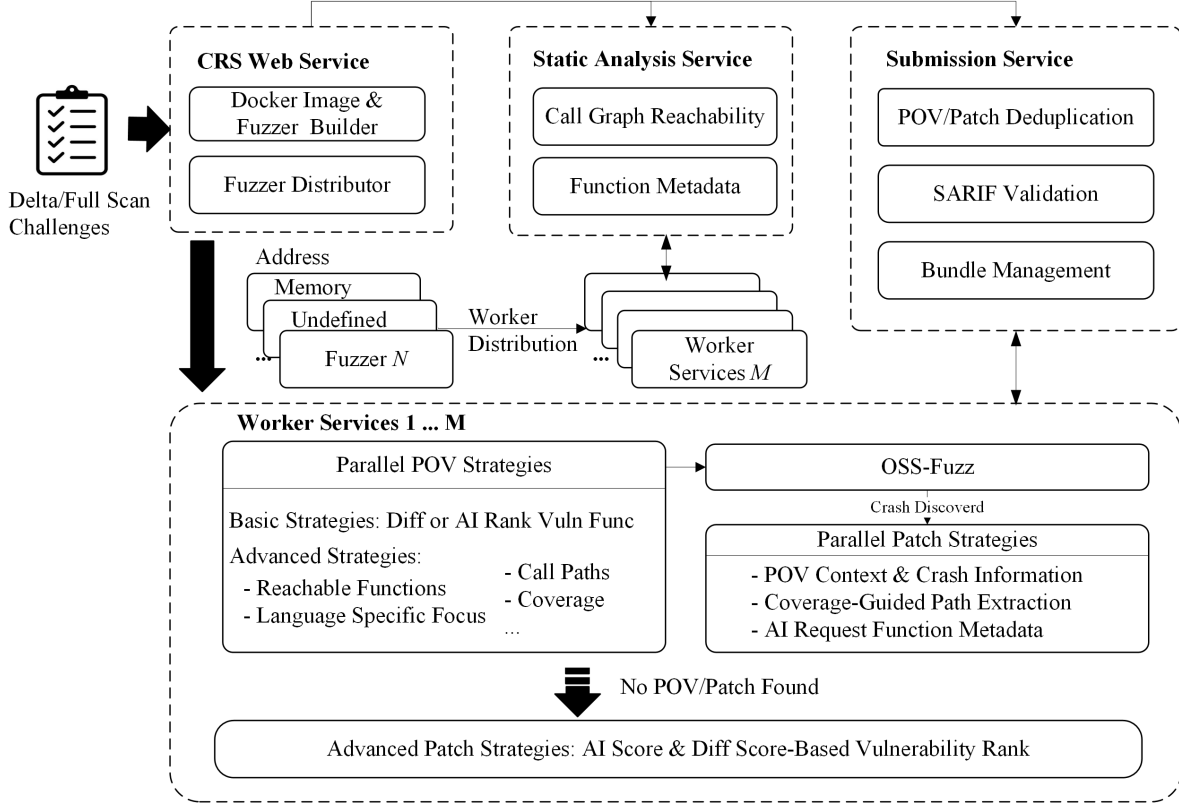 CRS Web Service
Docker Image &
Fuzzer Builder
Fuzzer Distributor
Static Analysis Service
Call Graph Reachability
Function Metadata
Submission Service
POV/Patch Deduplication
SARIF Validation
Bundle Management
Delta/Full Scan
Challenges
Address
Memory
Undefined
...
Fuzzer N
Worker
Distribution
...
Worker
Services M
Worker Services 1 ... M
Parallel POV Strategies
Basic Strategies: Diff or AI Rank Vuln Func
Advanced Strategies:
- Reachable Functions
- Language Specific Focus
- Call Paths
- Coverage
...
OSS-Fuzz
Crash Discoverd
Parallel Patch Strategies
- POV Context & Crash Information
- Coverage-Guided Path Extraction
- AI Request Function Metadata
No POV/Patch Found
Advanced Patch Strategies: AI Score & Diff Score-Based Vulnerability Rank